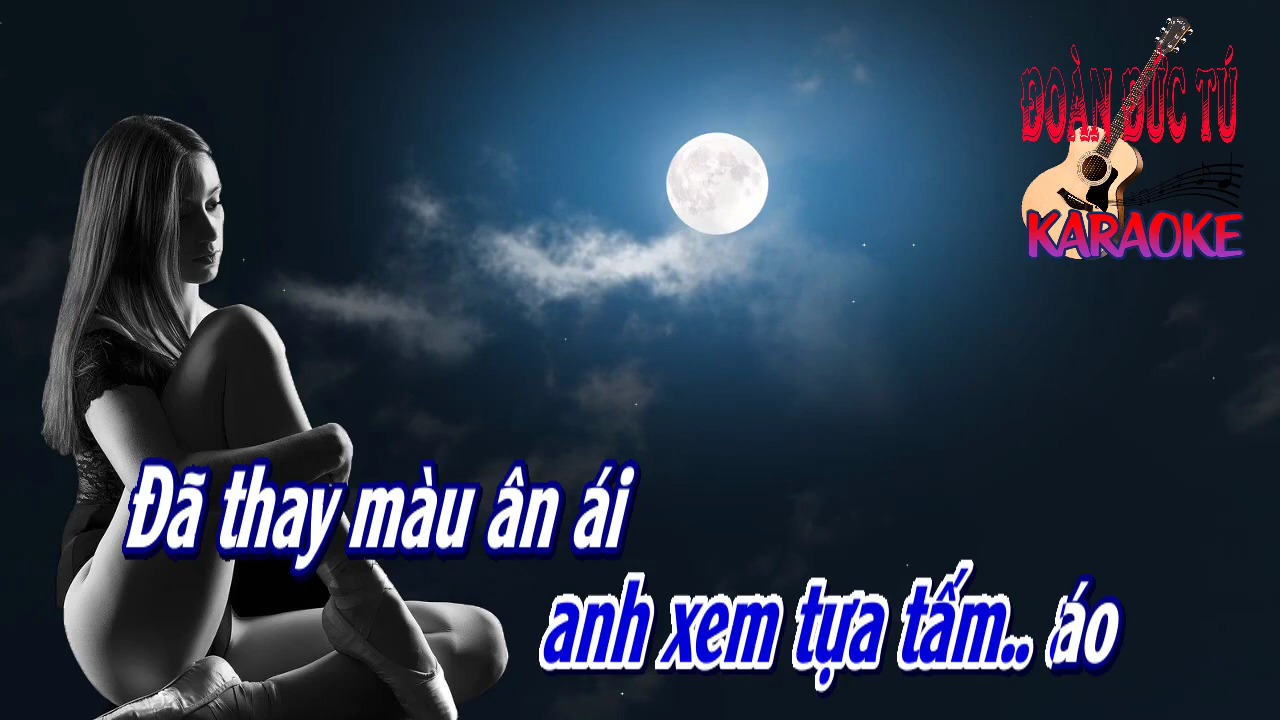 ĐOÀN ĐỨC TÚ
KARAOKE
Đã thay màu ân ái
anh xem tựa tấm.. áo